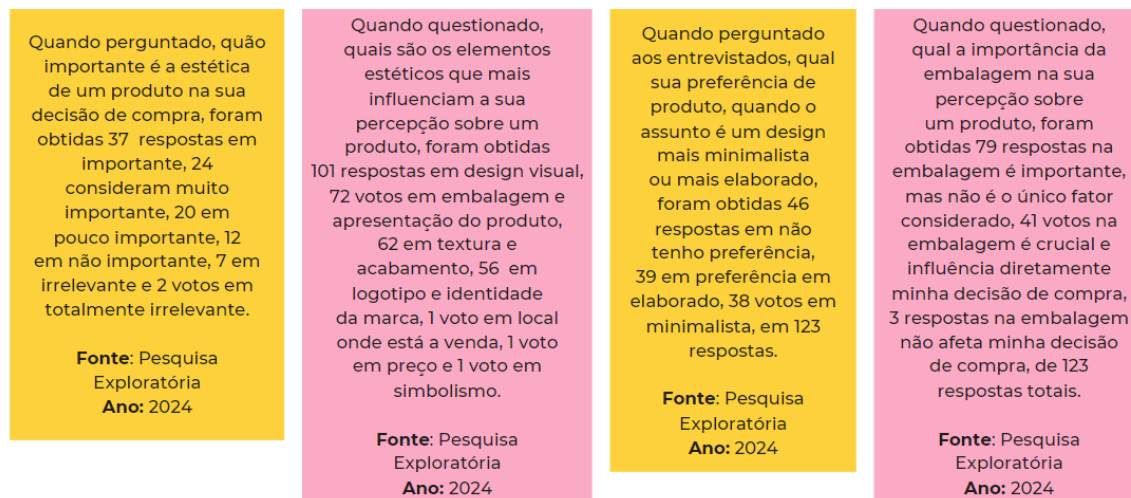 Quando perguntado, quão
importante é a estética
de um produto na sua
decisão de compra, foram
obtidas 37 respostas em
importante, 24
consideram muito
importante, 20 em
pouco importante, 12
em não importante, 7 em
irrelevante e 2 votos em
totalmente irrelevante.
Fonte: Pesquisa
Exploratória
Ano: 2024
Quando questionado,
quais são os elementos
estéticos que mais
influenciam a sua
percepção sobre um
produto, foram obtidas
101 respostas em design visual,
72 votos em embalagem e
apresentação do produto,
62 em textura e
acabamento, 56 em
logotipo e identidade
da marca, 1 voto em local
onde está a venda, 1 voto
em preço e 1 voto em
simbolismo.
Fonte: Pesquisa
Exploratória
Ano: 2024
Quando perguntado
aos entrevistados, qual
sua preferência de
produto, quando o
assunto é um design
mais minimalista
ou mais elaborado,
foram obtidas 46
respostas em não
tenho preferência,
39 em preferência em
elaborado, 38 votos em
minimalista, em 123
respostas.
Fonte: Pesquisa
Exploratória
Ano: 2024
Quando questionado,
qual a importância da
embalagem na sua
percepção sobre
um produto, foram
obtidas 79 respostas na
embalagem é importante,
mas não é o único fator
considerado, 41 votos na
embalagem é crucial e
influência diretamente
minha decisão de compra,
3 respostas na embalagem
não afeta minha decisão
de compra, de 123
respostas totais.
Fonte: Pesquisa
Exploratória
Ano: 2024